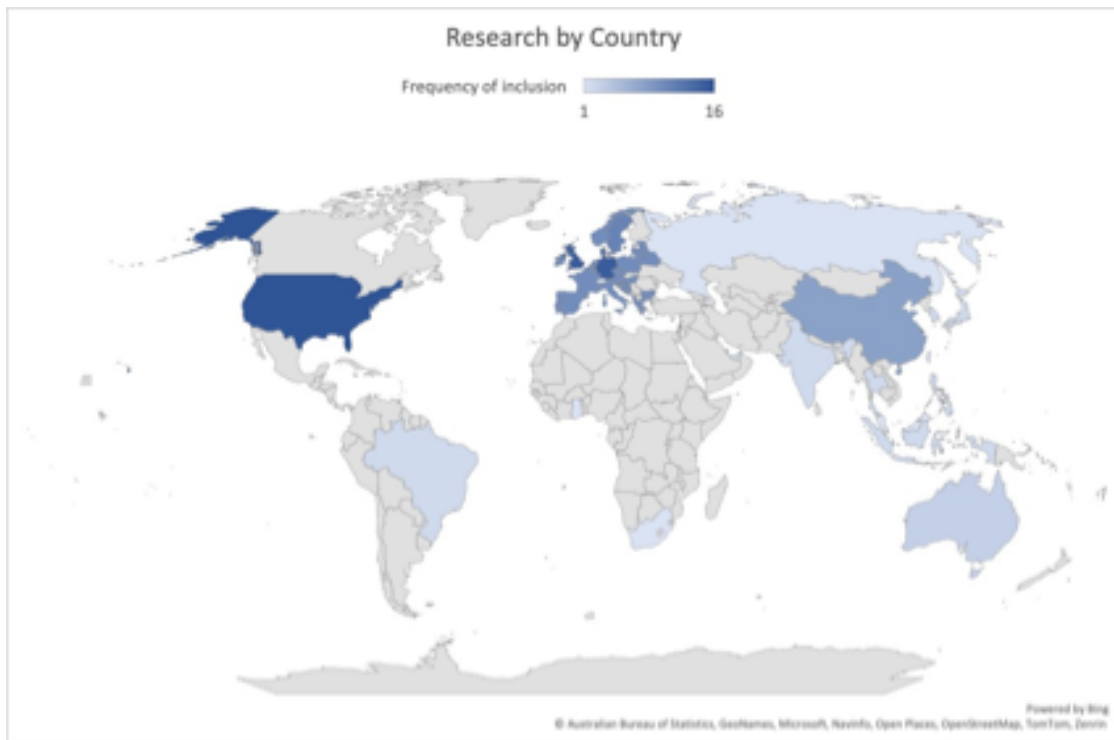 Research by Country
Frequency of inclusion
1 16
Powered by Bing
© Australian Bureau of Statistics, GeoNames, Microsoft, Navinfo, Open Places, OpenStreetMap, TomTom, Zenrin